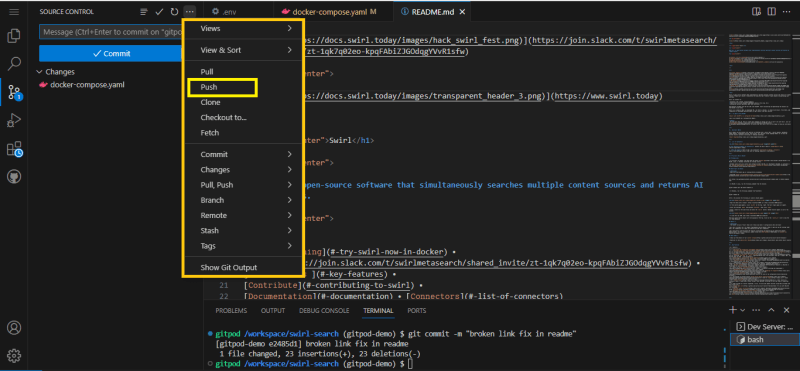 SOURCE CONTROL
Message (Ctrl+Enter to commit on "gitpo
Commit
Changes
docker-compose.yaml
Views
View & Sort
Pull
Push
Clone
Checkout to...
Fetch
Commit
Changes
Pull, Push
Branch
Remote
Stash
Tags
Show Git Output
.env
docker-compose.yaml M
README.md
ttps://docs.swirl.today/images/hack_swirl_fest.png)](https://join.slack.com/t/swirlmetasearch/
/zt-1qk7q02eo-kpqFAbiZJGOdqgYVvR1sfw)
enter">
ttps://docs.swirl.today/images/transparent_header_3.png)](https://www.swirl.today)
nter">Swirl</h1>
enter">
open-source software that simultaneously searches multiple content sources and returns AI
enter">
ning](#-try-swirl-now-in-docker) •
://join.slack.com/t/swirlmetasearch/shared_invite/zt-1qk7q02eo-kpqFAbiZJGOdqgYVvR1sfw) •
](#-key-features) •
21 [Contribute](#-contributing-to-swirl) •
22 [Documentation](#-documentation) • [Connectors](#-list-of-connectors)
PROBLEMS OUTPUT DEBUG CONSOLE TERMINAL PORTS
gitpod /workspace/swirl-search (gitpod-demo) $ git commit -m "broken link fix in readme"
[gitpod-demo e2485d1] broken link fix in readme
1 file changed, 23 insertions(+), 23 deletions(-)
gitpod /workspace/swirl-search (gitpod-demo) $
Dev Server: ...
bash